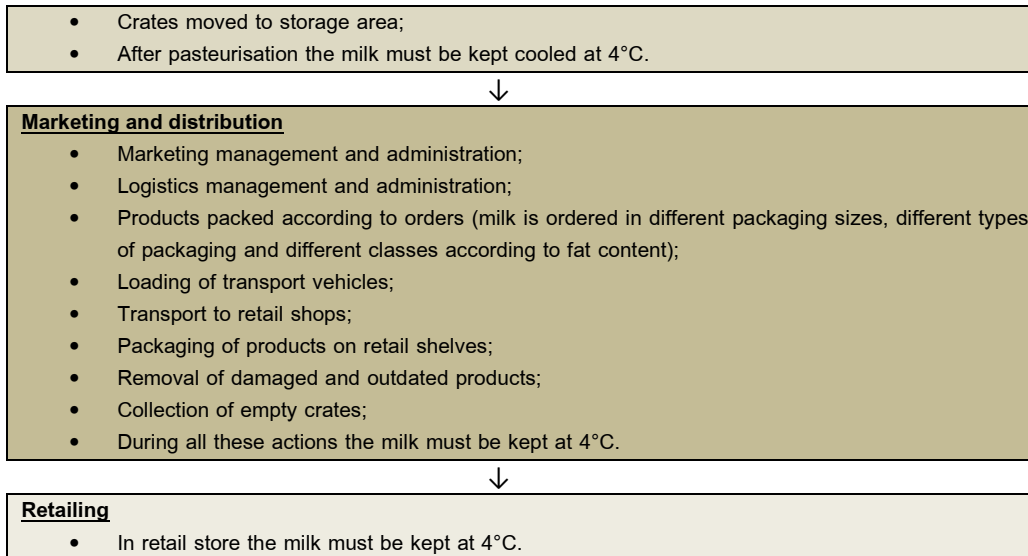 • Crates moved to storage area;
• After pasteurisation the milk must be kept cooled at 4°C.
↓
Marketing and distribution
• Marketing management and administration;
• Logistics management and administration;
• Products packed according to orders (milk is ordered in different packaging sizes, different types
of packaging and different classes according to fat content);
• Loading of transport vehicles;
• Transport to retail shops;
• Packaging of products on retail shelves;
• Removal of damaged and outdated products;
• Collection of empty crates;
• During all these actions the milk must be kept at 4°C.
↓
Retailing
• In retail store the milk must be kept at 4°C.